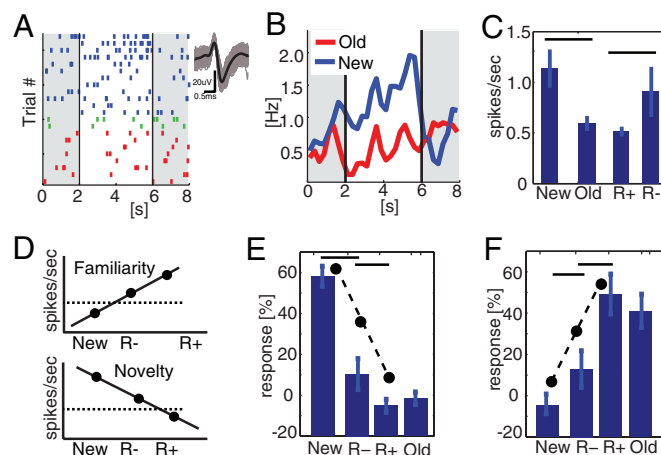 A
Trial #
20uV
0.5ms
0 2 4 6 8
[s]
B
Old
New
[Hz]
2.0
1.5
1.0
0.5
0 2 4 6 8
[s]
C
spikes/sec
1.5
1.0
0.5
0
New Old R+ R-
D
spikes/sec
Familiarity
New R- R+
spikes/sec
Novelty
New R- R+
E
response [%]
60
40
20
0
-20
New R− R+ Old
F
response [%]
60
40
20
0
-20
New R− R+ Old